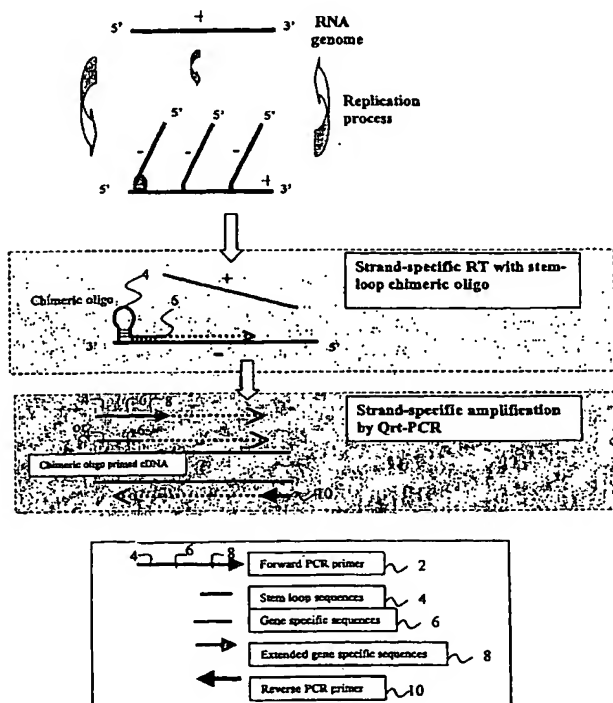 +
5' 3' RNA
genome
Replication
process
5' 5' 5'
- - -
+
5' 3'
4 + Strand-specific RT with stem-
loop chimeric oligo
Chimeric oligo 6
3' - 5'
4 6 8 Strand-specific amplification
by Qrt-PCR
Chimeric oligo primed cDNA
10
4 6 8 Forward PCR primer 2
Stem loop sequences 4
Gene specific sequences 6
Extended gene specific sequences 8
Reverse PCR primer 10